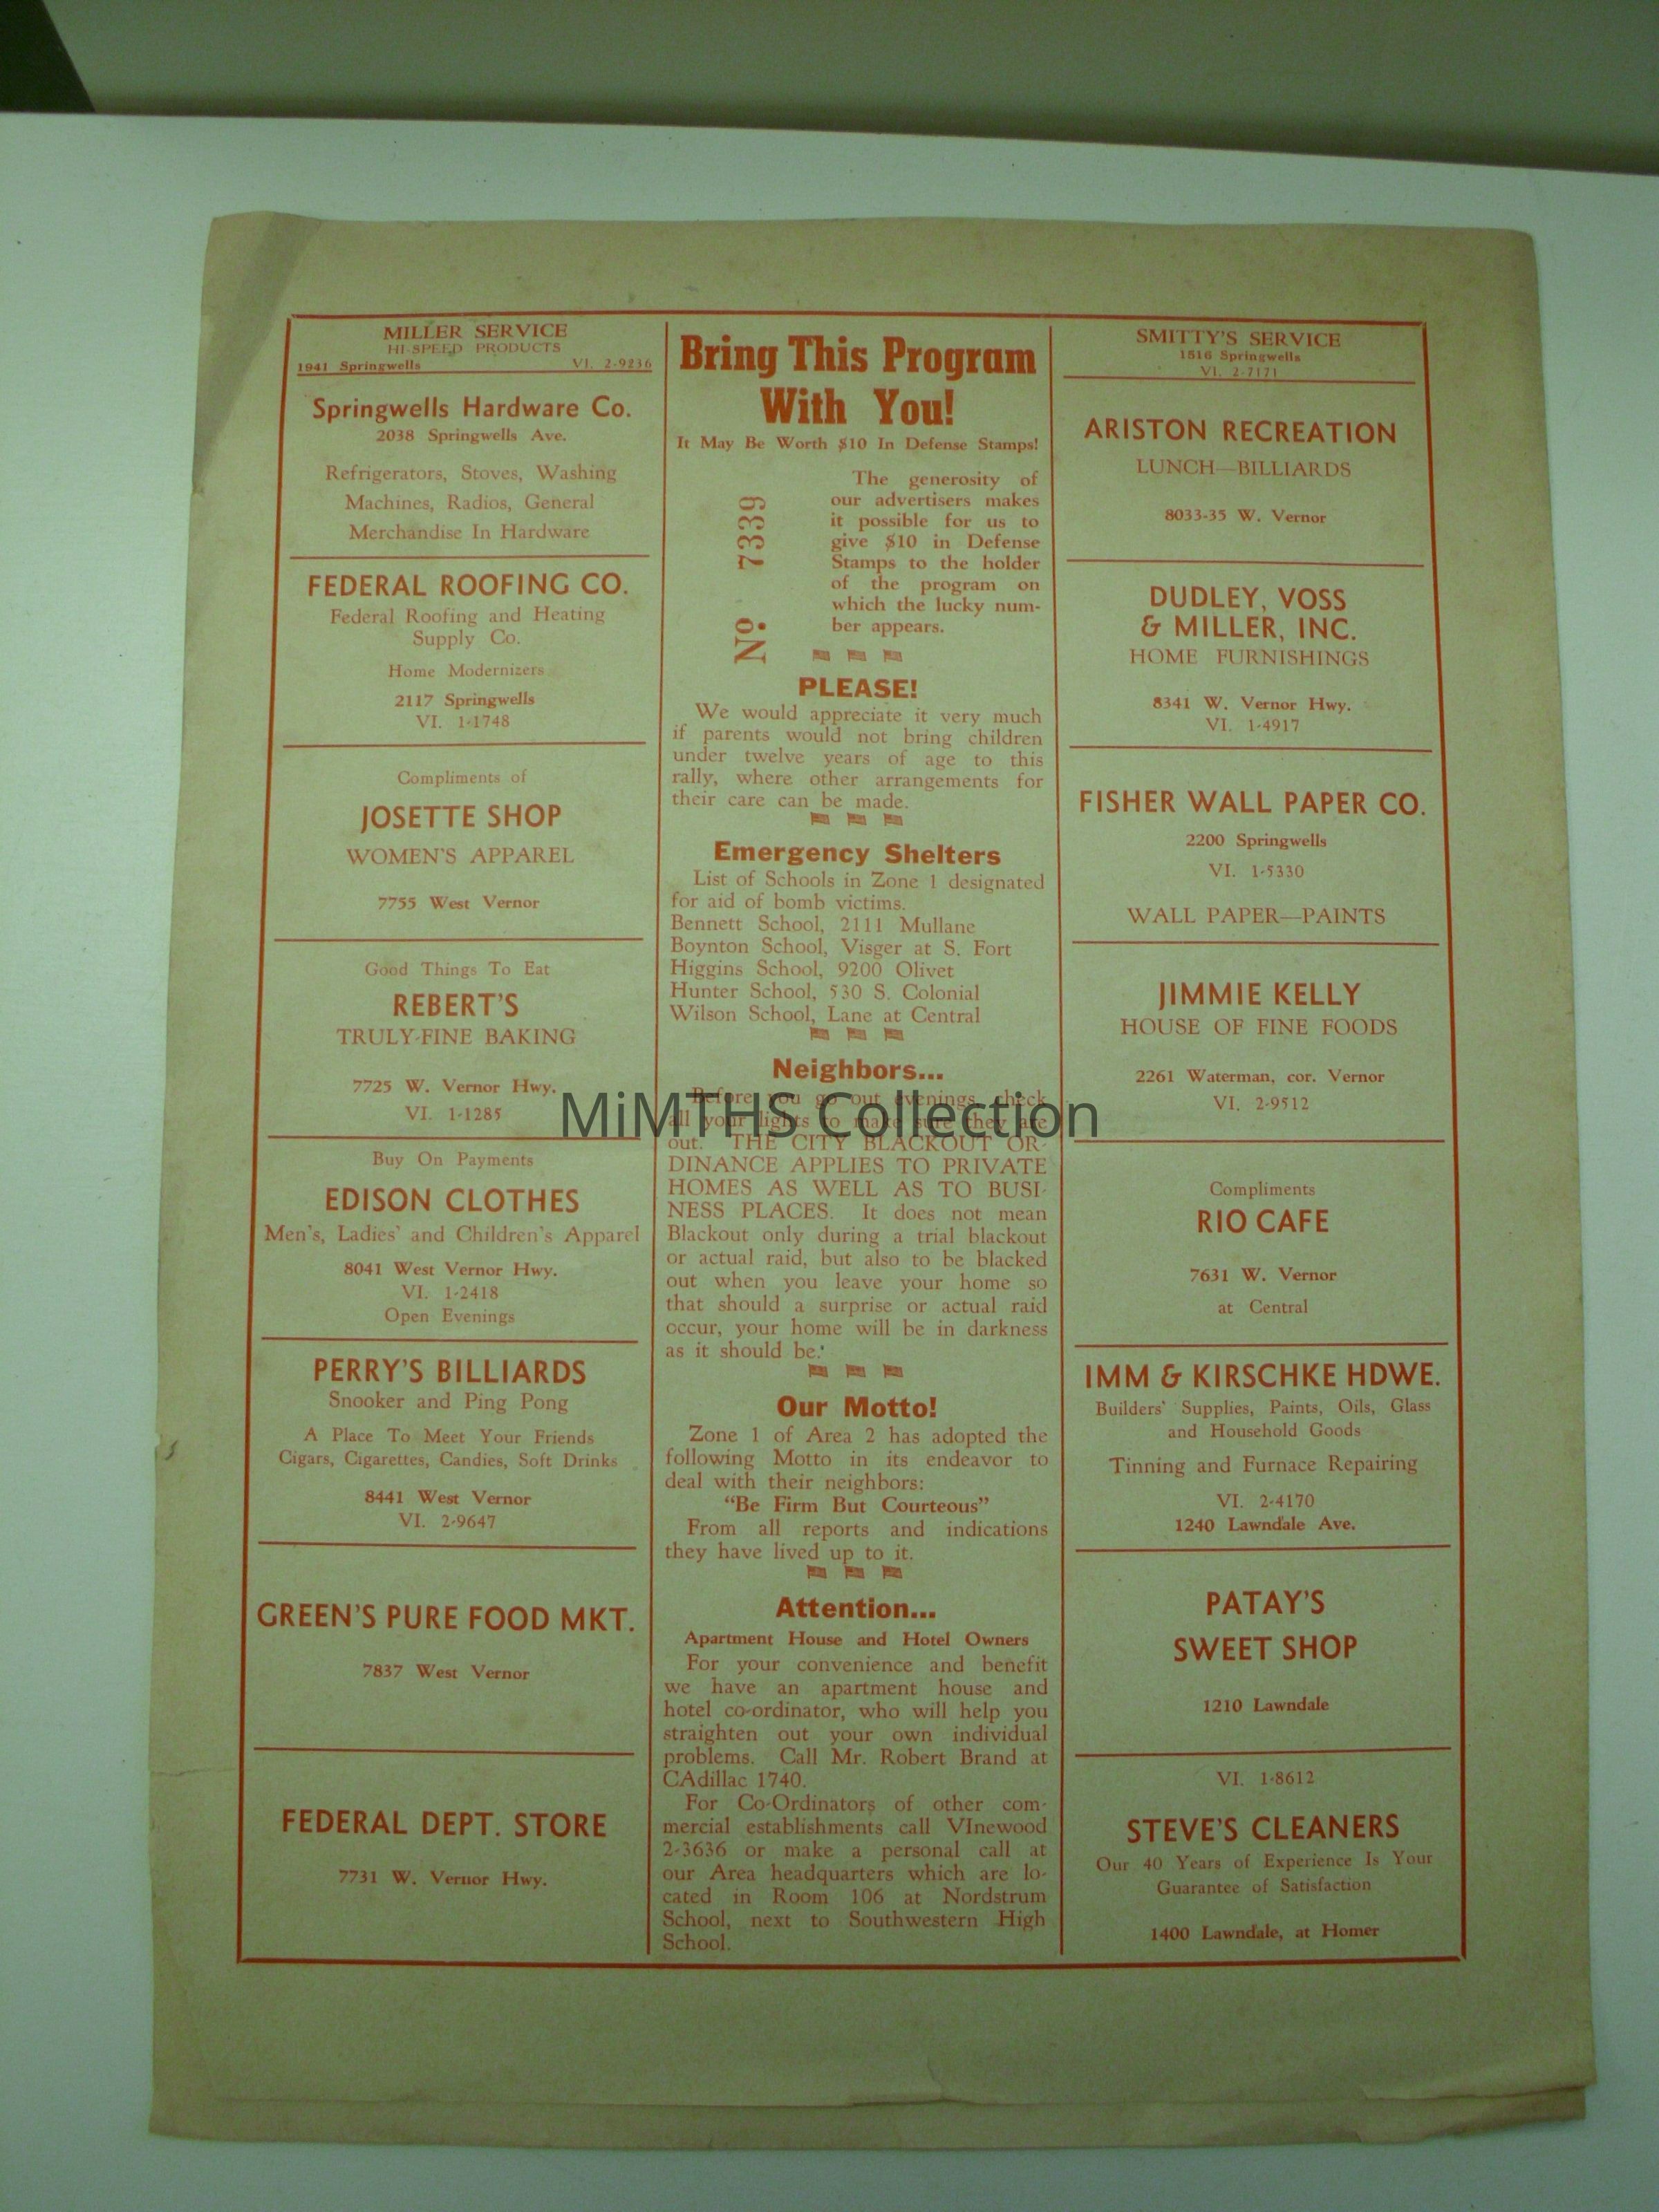 MILLER SERVICE
HI-SPEED PRODUCTS
1941 Springwells VI. 2-9236
Springwells Hardware Co.
2038 Springwells Ave.
Refrigerators, Stoves, Washing
Machines, Radios, General
Merchandise In Hardware
FEDERAL ROOFING CO.
Federal Roofing and Heating
Supply Co.
Home Modernizers
2117 Springwells
VI. 1-1748
Compliments of
JOSETTE SHOP
WOMEN'S APPAREL
7755 West Vernor
Good Things To Eat
REBERT'S
TRULY-FINE BAKING
7725 W. Vernor Hwy.
VI. 1-1285
Buy On Payments
EDISON CLOTHES
Men's, Ladies' and Children's Apparel
8041 West Vernor Hwy.
VI. 1-2418
Open Evenings
PERRY'S BILLIARDS
Snooker and Ping Pong
A Place To Meet Your Friends
Cigars, Cigarettes, Candies, Soft Drinks
8441 West Vernor
VI. 2-9647
GREEN'S PURE FOOD MKT.
7837 West Vernor
FEDERAL DEPT. STORE
7731 W. Vernor Hwy.
Bring This Program
With You!
It May Be Worth $10 In Defense Stamps!
No. 7339
The generosity of
our advertisers makes
it possible for us to
give $10 in Defense
Stamps to the holder
of the program on
which the lucky num-
ber appears.
PLEASE!
We would appreciate it very much
if parents would not bring children
under twelve years of age to this
rally, where other arrangements for
their care can be made.
Emergency Shelters
List of Schools in Zone 1 designated
for aid of bomb victims.
Bennett School, 2111 Mullane
Boynton School, Visger at S. Fort
Higgins School, 9200 Olivet
Hunter School, 530 S. Colonial
Wilson School, Lane at Central
Neighbors...
Before you go out evenings, check
all your lights to make sure they are
out. THE CITY BLACKOUT OR-
DINANCE APPLIES TO PRIVATE
HOMES AS WELL AS TO BUSI-
NESS PLACES. It does not mean
Blackout only during a trial blackout
or actual raid, but also to be blacked
out when you leave your home so
that should a surprise or actual raid
occur, your home will be in darkness
as it should be.'
Our Motto!
Zone 1 of Area 2 has adopted the
following Motto in its endeavor to
deal with their neighbors:
"Be Firm But Courteous"
From all reports and indications
they have lived up to it.
Attention...
Apartment House and Hotel Owners
For your convenience and benefit
we have an apartment house and
hotel co-ordinator, who will help you
straighten out your own individual
problems. Call Mr. Robert Brand at
CAdillac 1740.
For Co-Ordinators of other com-
mercial establishments call VInewood
2-3636 or make a personal call at
our Area headquarters which are lo-
cated in Room 106 at Nordstrum
School, next to Southwestern High
School.
SMITTY'S SERVICE
1516 Springwells
VI. 2-7171
ARISTON RECREATION
LUNCH—BILLIARDS
8033-35 W. Vernor
DUDLEY, VOSS
& MILLER, INC.
HOME FURNISHINGS
8341 W. Vernor Hwy.
VI. 1-4917
FISHER WALL PAPER CO.
2200 Springwells
VI. 1-5330
WALL PAPER—PAINTS
JIMMIE KELLY
HOUSE OF FINE FOODS
2261 Waterman, cor. Vernor
VI. 2-9512
Compliments
RIO CAFE
7631 W. Vernor
at Central
IMM & KIRSCHKE HDWE.
Builders' Supplies, Paints, Oils, Glass
and Household Goods
Tinning and Furnace Repairing
VI. 2-4170
1240 Lawndale Ave.
PATAY'S
SWEET SHOP
1210 Lawndale
VI. 1-8612
STEVE'S CLEANERS
Our 40 Years of Experience Is Your
Guarantee of Satisfaction
1400 Lawndale, at Homer
MiMTHS Collection